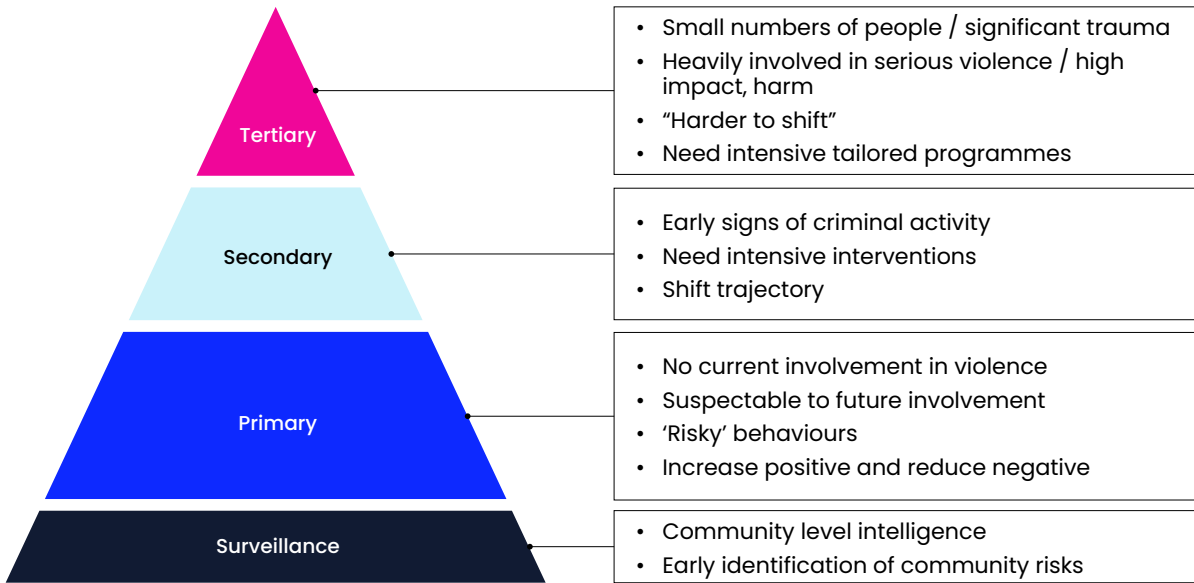 Tertiary
• Small numbers of people / significant trauma
• Heavily involved in serious violence / high
impact, harm
• “Harder to shift”
• Need intensive tailored programmes
Secondary
• Early signs of criminal activity
• Need intensive interventions
• Shift trajectory
Primary
• No current involvement in violence
• Suspectable to future involvement
• ‘Risky’ behaviours
• Increase positive and reduce negative
Surveillance
• Community level intelligence
• Early identification of community risks